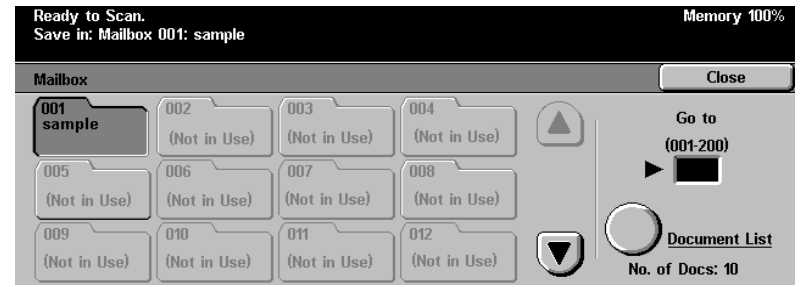 Ready to Scan.
Memory 100%
Save in: Mailbox 001: sample
Mailbox
Close
001
sample
002
(Not in Use)
003
(Not in Use)
004
(Not in Use)
005
(Not in Use)
006
(Not in Use)
007
(Not in Use)
008
(Not in Use)
009
(Not in Use)
010
(Not in Use)
011
(Not in Use)
012
(Not in Use)
Go to
(001-200)
Document List
No. of Docs: 10